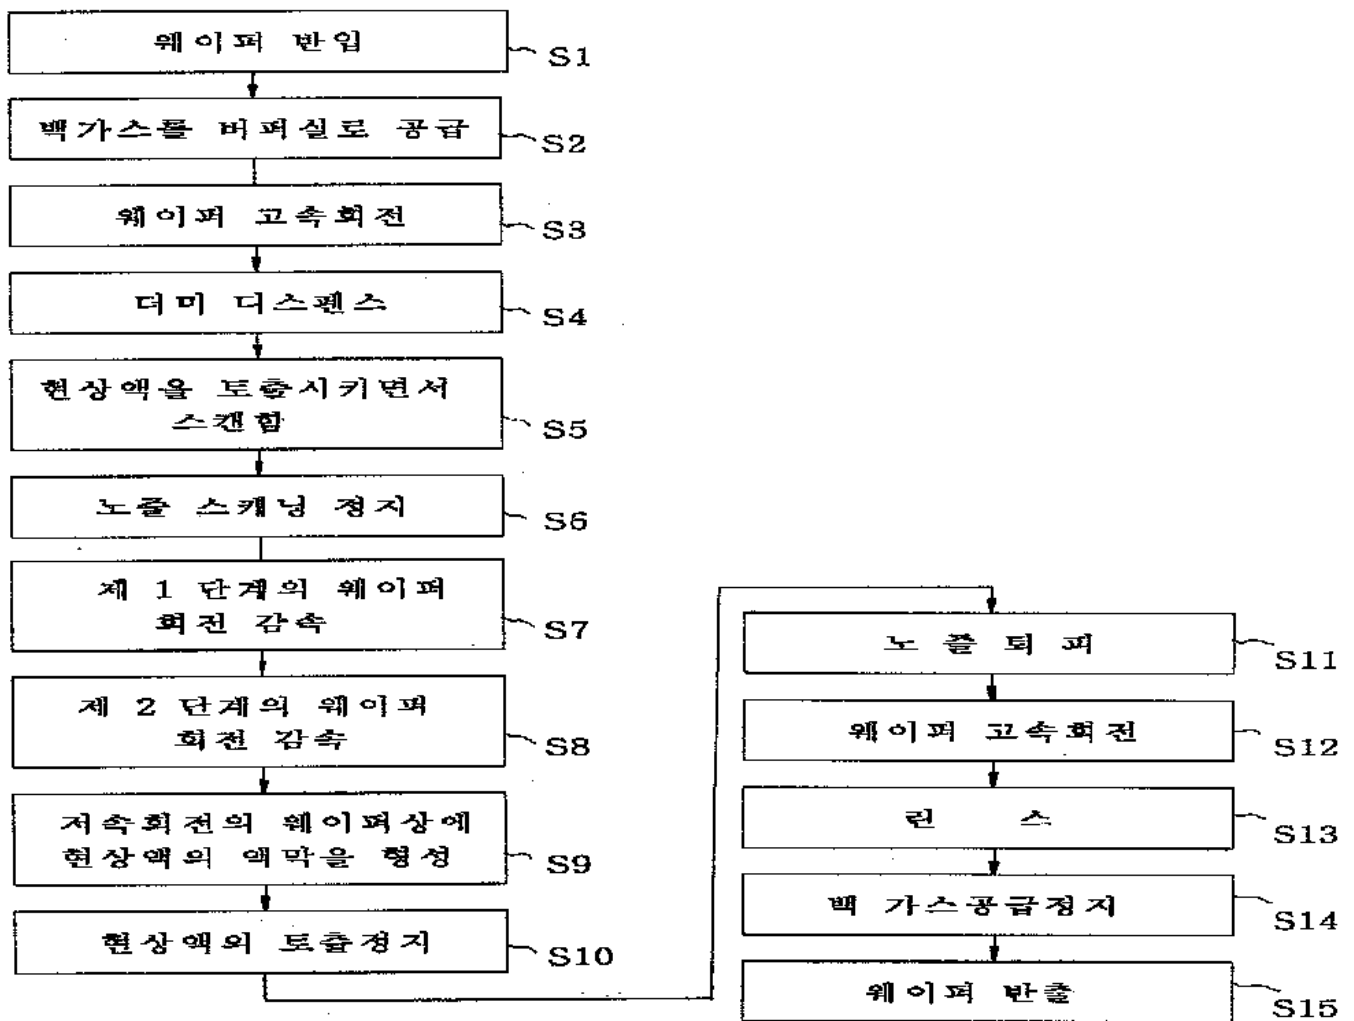 웨이퍼 반입
S1
백가스를 버퍼실로 공급
S2
웨이퍼 고속회전
S3
더미 디스펜스
S4
현상액을 토출시키면서
스캔함
S5
노즐 스캐닝 정지
S6
제 1 단계의 웨이퍼
회전 감속
S7
제 2 단계의 웨이퍼
회전 감속
S8
저속회전의 웨이퍼상에
현상액의 액막을 형성
S9
현상액의 토출정지
S10
노 즐 퇴 피
S11
웨이퍼 고속회전
S12
린 스
S13
백 가스공급정지
S14
웨이퍼 반출
S15